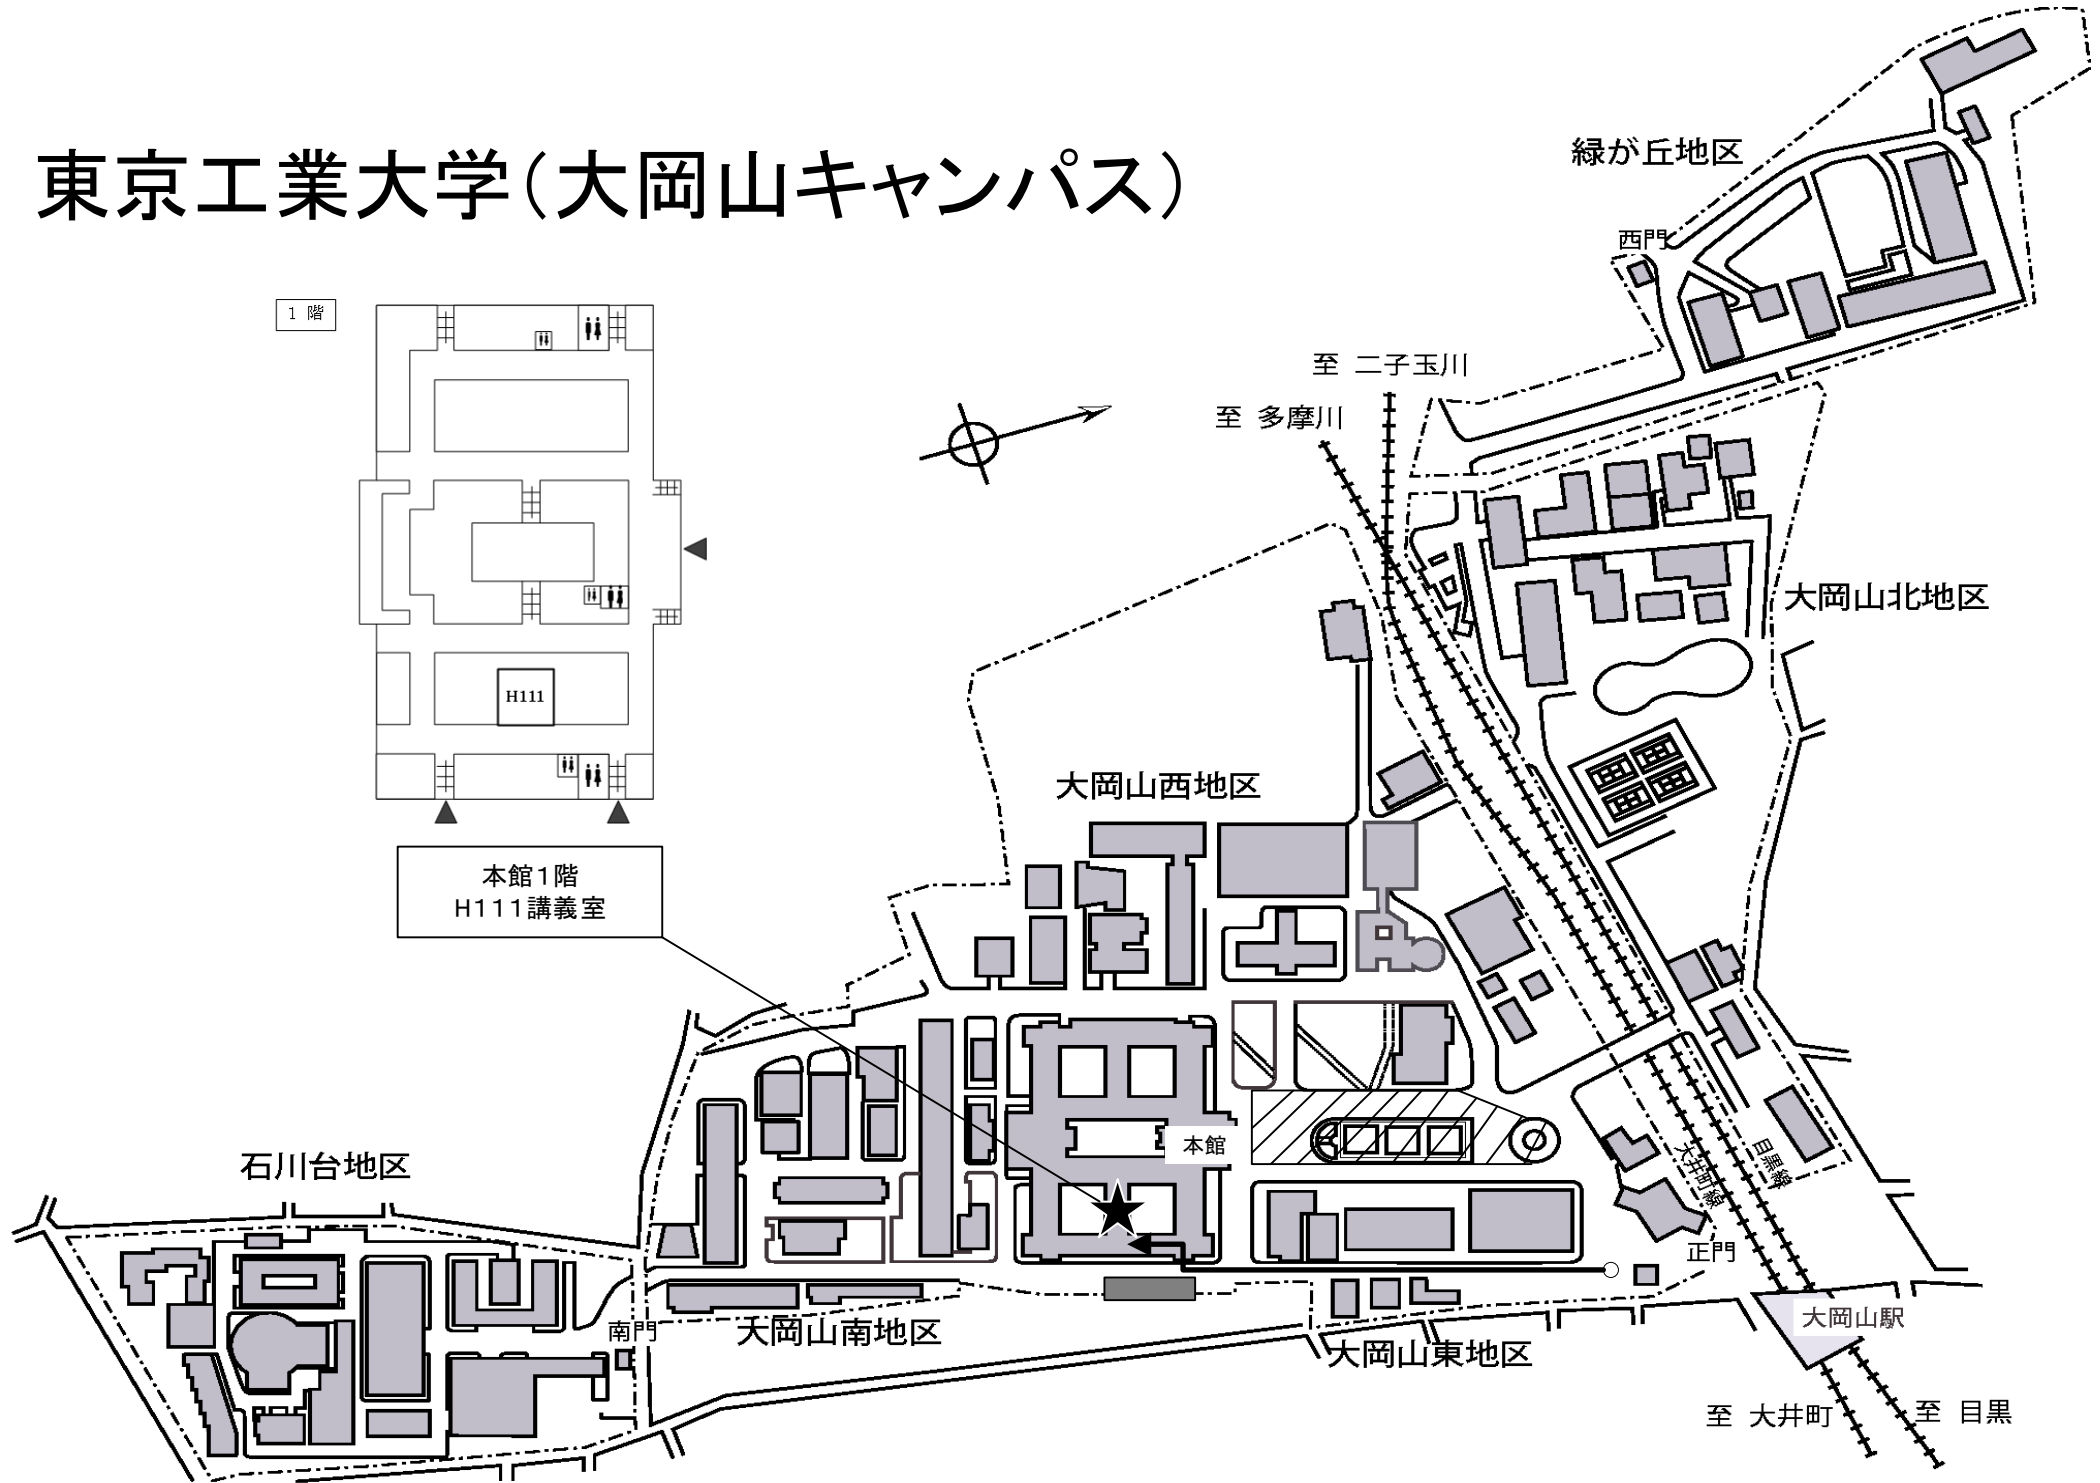 東京工業大学（大岡山キャンパス）
緑が丘地区
西門
1 階
至 二子玉川
至 多摩川
大岡山北地区
H111
大岡山西地区
本館１階
H１１１講義室
本館
目黒線
大井町線
石川台地区
正門
南門
大岡山南地区
大岡山駅
大岡山東地区
至 大井町
至 目黒